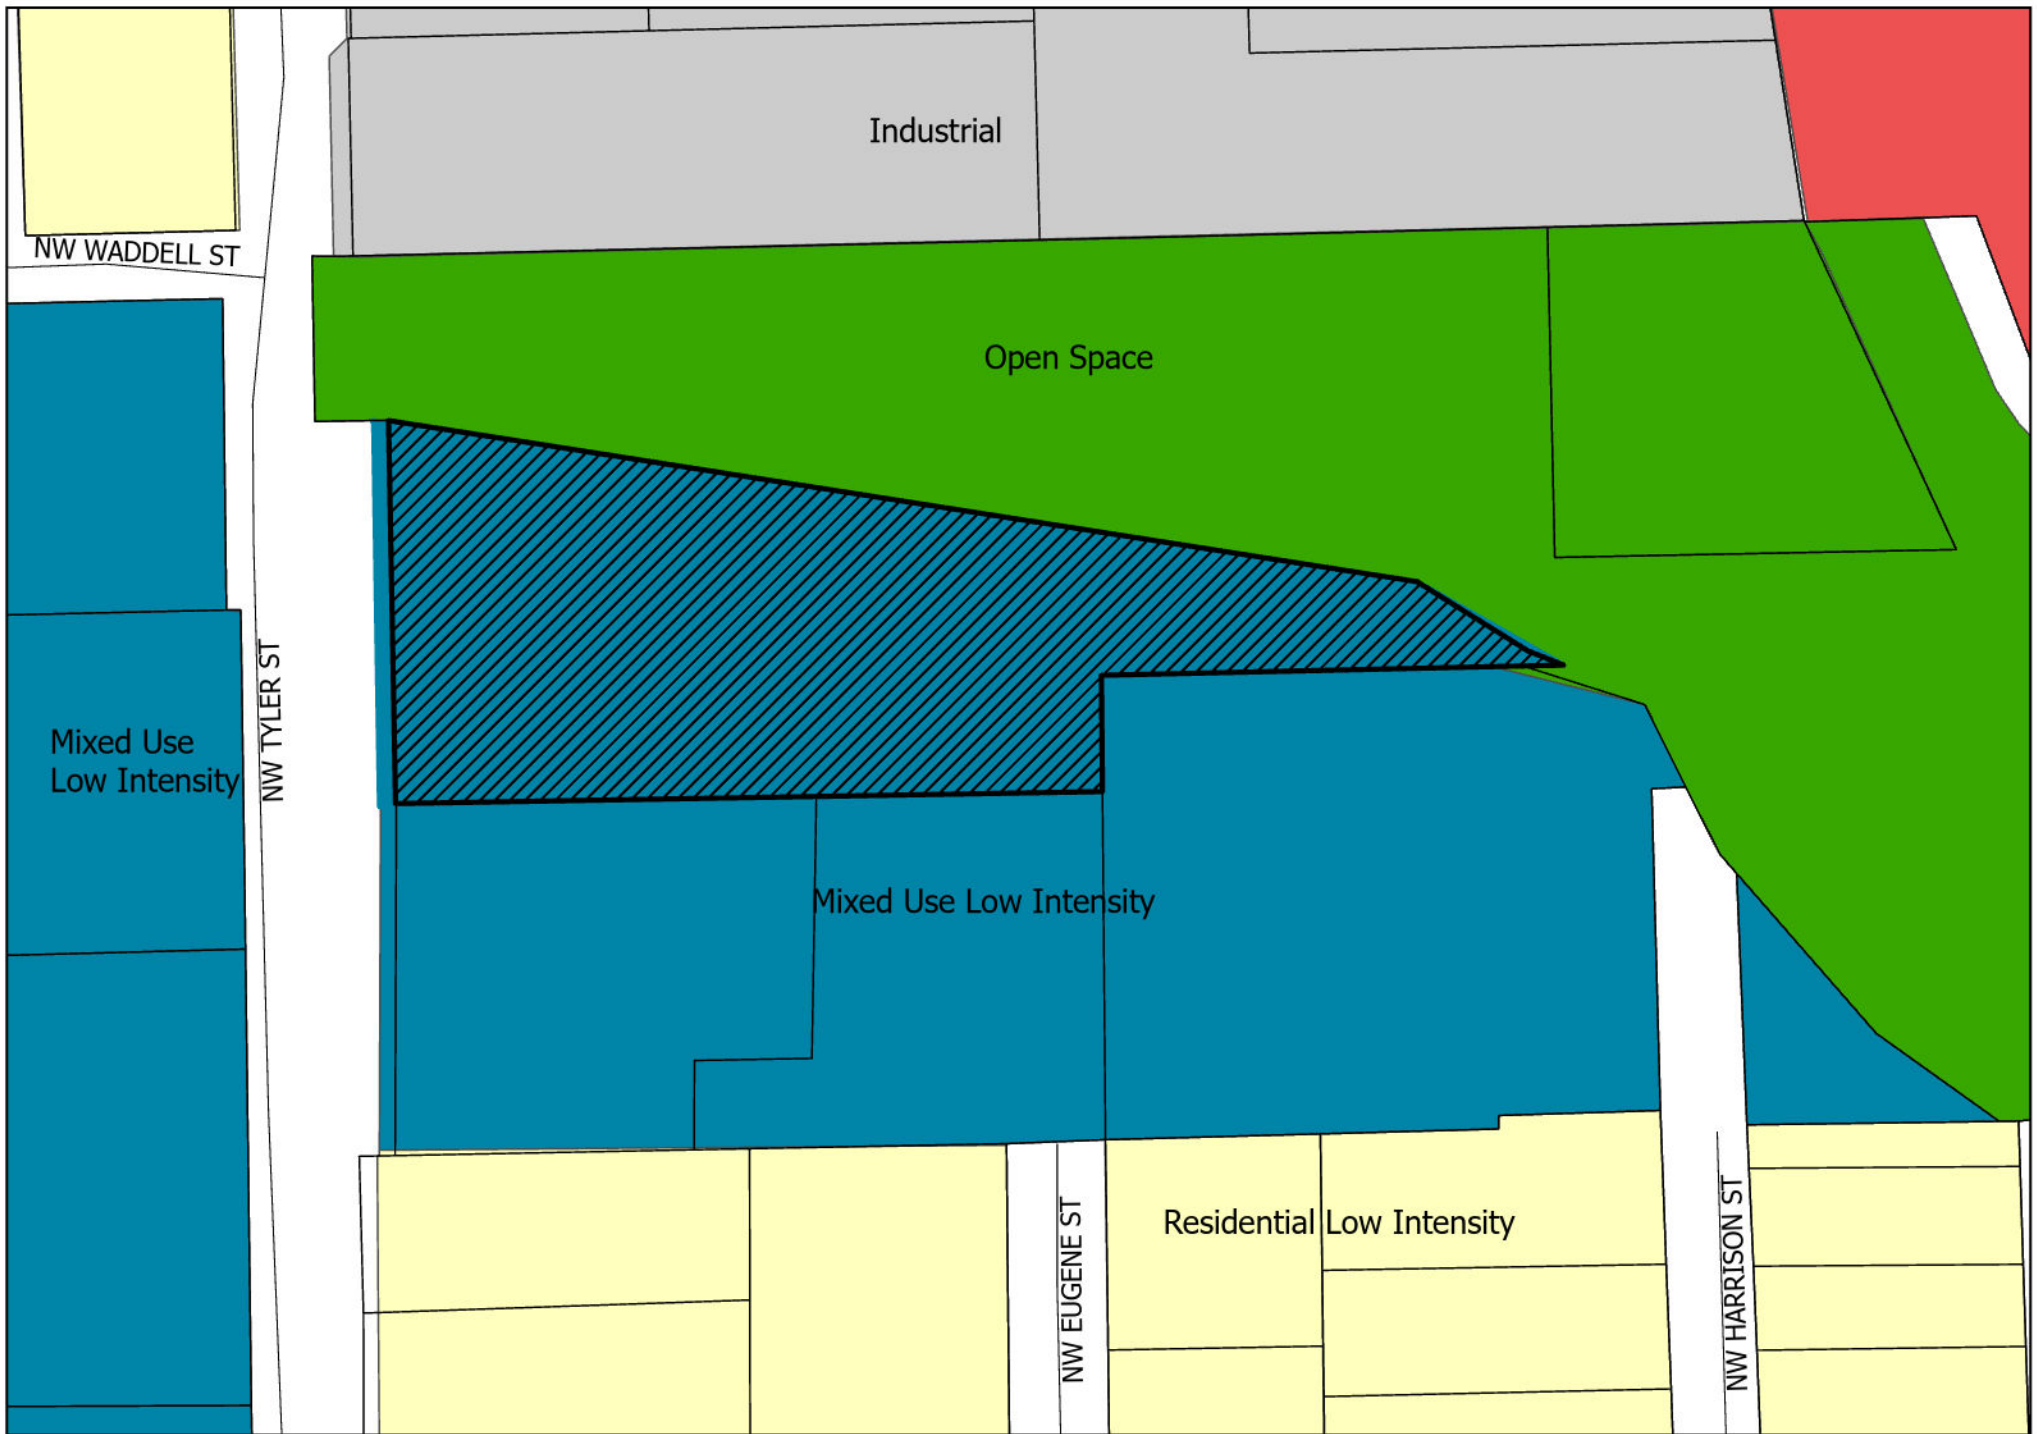 Industrial
NW WADDELL ST
Open Space
NW TYLER ST
Mixed Use
Low Intensity
Mixed Use Low Intensity
Residential Low Intensity
NW EUGENE ST
NW HARRISON ST